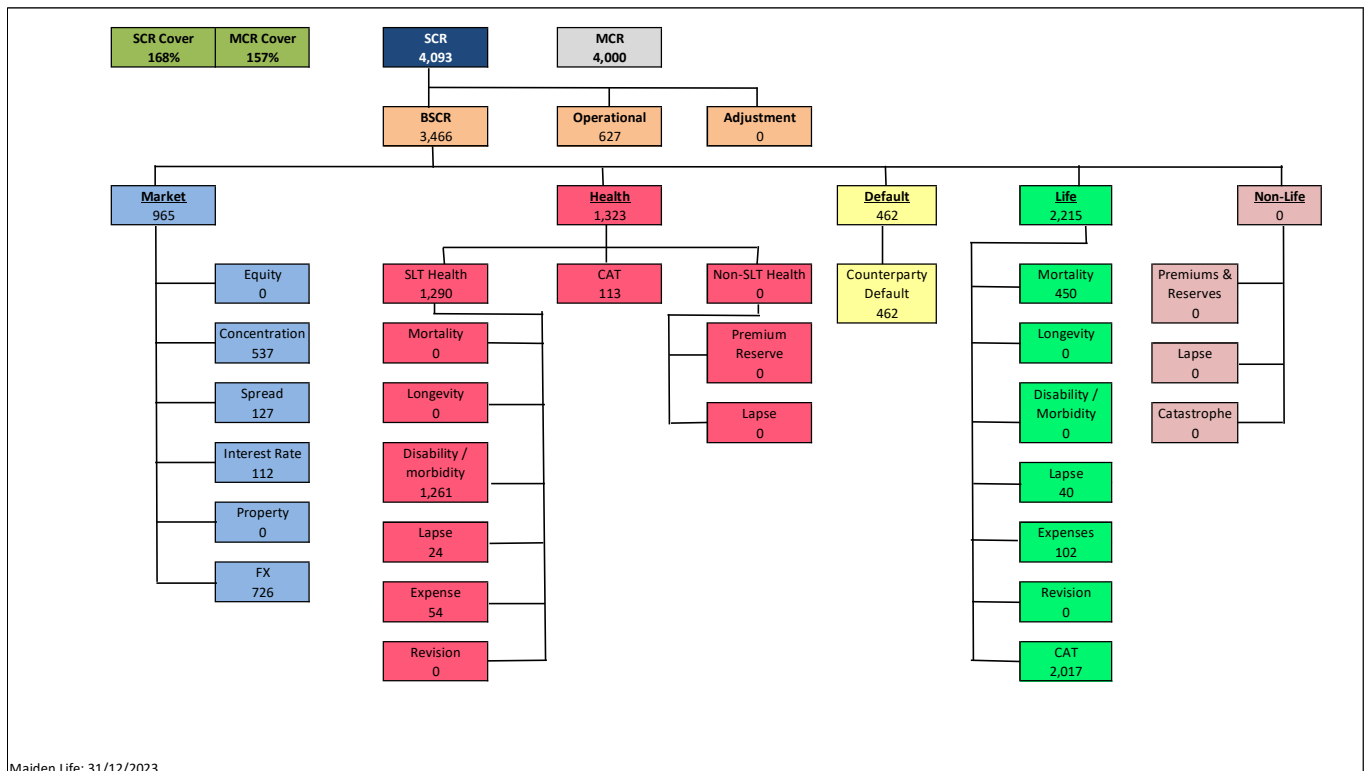 SCR Cover
168%
MCR Cover
157%
SCR
4,093
MCR
4,000
BSCR
3,466
Operational
627
Adjustment
0
Market
965
Health
1,323
Default
462
Life
2,215
Non-Life
0
Equity
0
Concentration
537
Spread
127
Interest Rate
112
Property
0
FX
726
SLT Health
1,290
Mortality
0
Longevity
0
Disability /
morbidity
1,261
Lapse
24
Expense
54
Revision
0
CAT
113
Non-SLT Health
0
Premium
Reserve
0
Lapse
0
Counterparty
Default
462
Mortality
450
Longevity
0
Disability /
Morbidity
0
Lapse
40
Expenses
102
Revision
0
CAT
2,017
Premiums &
Reserves
0
Lapse
0
Catastrophe
0
Maiden Life: 31/12/2023